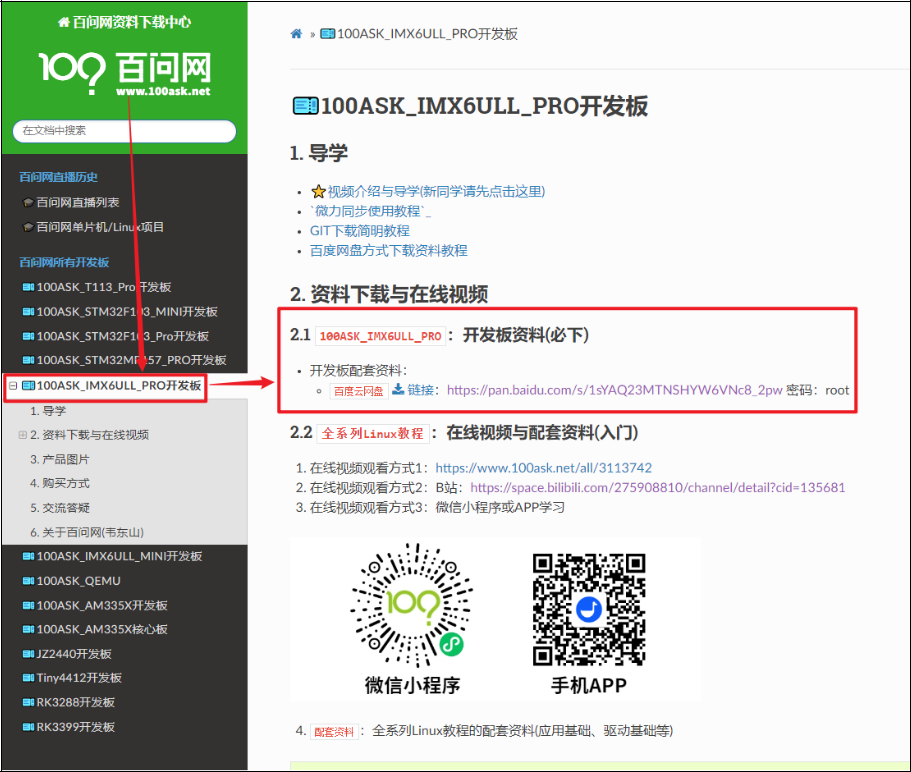 百问网资料下载中心
100ask 百问网
www.100ask.net
在文档中搜索
百问网直播历史
百问网直播列表
百问网单片机/Linux项目
百问网所有开发板
100ASK_T113_Pro开发板
100ASK_STM32F103_MINI开发板
100ASK_STM32F103_Pro开发板
100ASK_STM32MP157_PRO开发板
100ASK_IMX6ULL_PRO开发板
1. 导学
2. 资料下载与在线视频
3. 产品图片
4. 购买方式
5. 交流答疑
6. 关于百问网(韦东山)
100ASK_IMX6ULL_MINI开发板
100ASK_QEMU
100ASK_AM335X开发板
100ASK_AM335X核心板
JZ2440开发板
Tiny4412开发板
RK3288开发板
RK3399开发板
» 100ASK_IMX6ULL_PRO开发板
100ASK_IMX6ULL_PRO开发板
1. 导学
视频介绍与导学(新同学请先点击这里)
`微力同步使用教程`_
GIT下载简明教程
百度网盘方式下载资料教程
2. 资料下载与在线视频
2.1 100ASK_IMX6ULL_PRO ：开发板资料(必下)
开发板配套资料：
百度云网盘 链接：https://pan.baidu.com/s/1sYAQ23MTNSHYW6VNc8_2pw 密码：root
2.2 全系列Linux教程 ：在线视频与配套资料(入门)
1. 在线视频观看方式1：https://www.100ask.net/all/3113742
2. 在线视频观看方式2：B站：https://space.bilibili.com/275908810/channel/detail?cid=135681
3. 在线视频观看方式3：微信小程序或APP学习
微信小程序
手机APP
4. 配套资料 ：全系列Linux教程的配套资料(应用基础、驱动基础等)